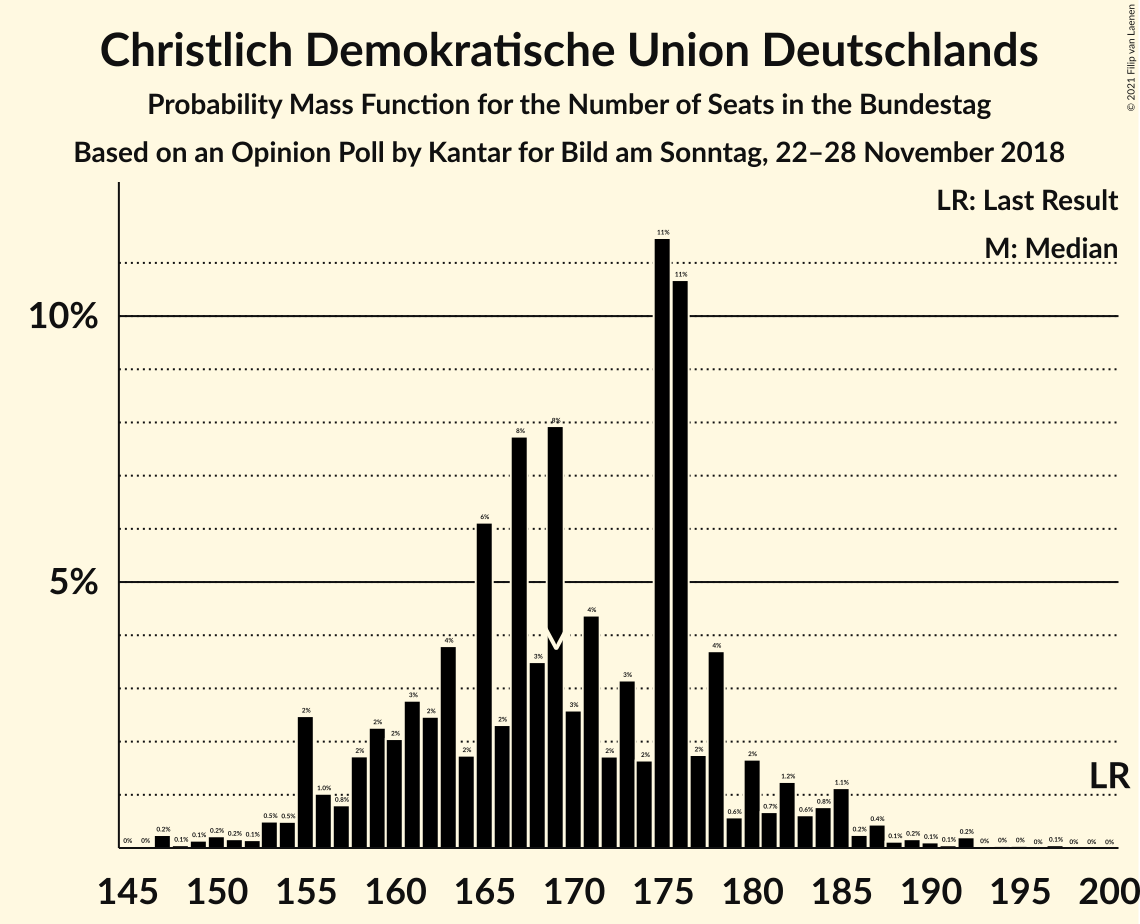 Christlich Demokratische Union Deutschlands
Probability Mass Function for the Number of Seats in the Bundestag
Based on an Opinion Poll by Kantar for Bild am Sonntag, 22–28 November 2018
© 2021 Filip van Laenen
LR: Last Result
M: Median
10%
5%
0% 0% 0.2% 0.1% 0.1% 0.2% 0.2% 0.1% 0.5% 0.5% 2% 1.0% 0.8% 2% 2% 2% 3% 2% 4% 2% 6% 2% 8% 3% 8% 3% 4% 2% 3% 2% 11% 11% 2% 4% 0.6% 2% 0.7% 1.2% 0.6% 0.8% 1.1% 0.2% 0.4% 0.1% 0.2% 0.1% 0.1% 0.2% 0% 0% 0% 0% 0.1% 0% 0% 0%
LR
145 150 155 160 165 170 175 180 185 190 195 200